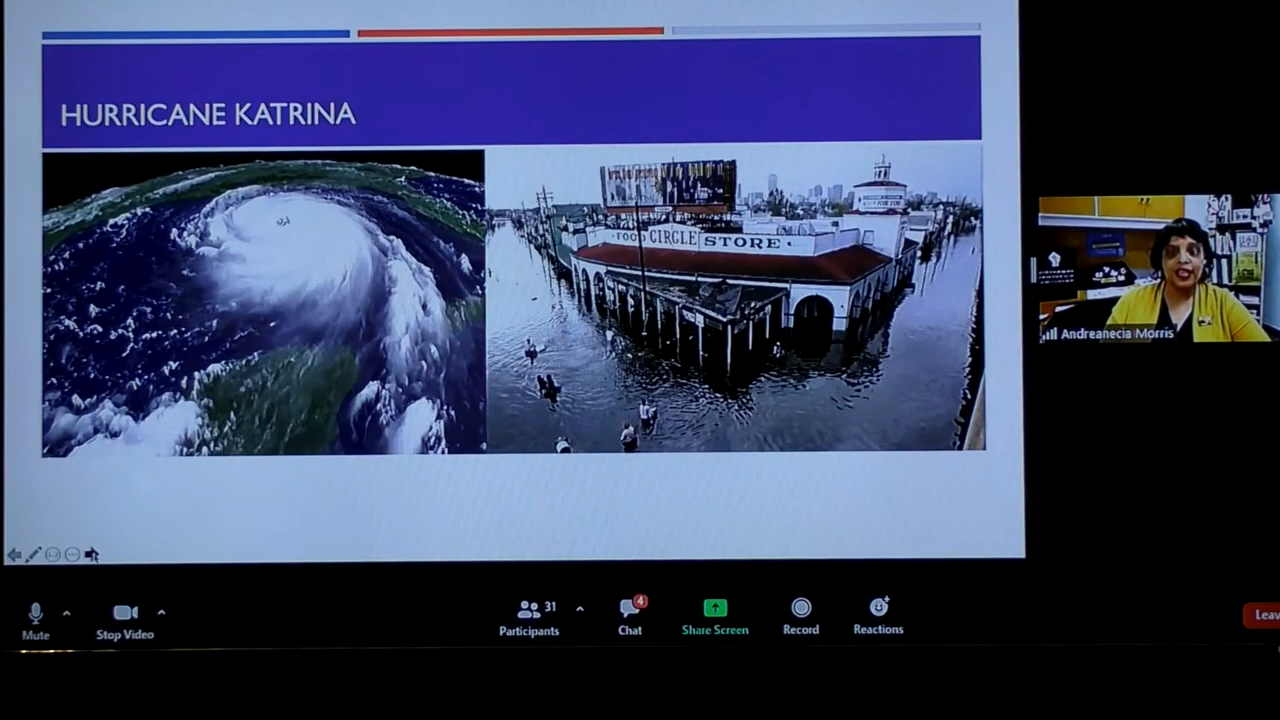 HURRICANE KATRINA
FOOD CIRCLE STORE
Andreanecia Morris
31
4
Mute
Stop Video
Participants
Chat
Share Screen
Record
Reactions
Leav